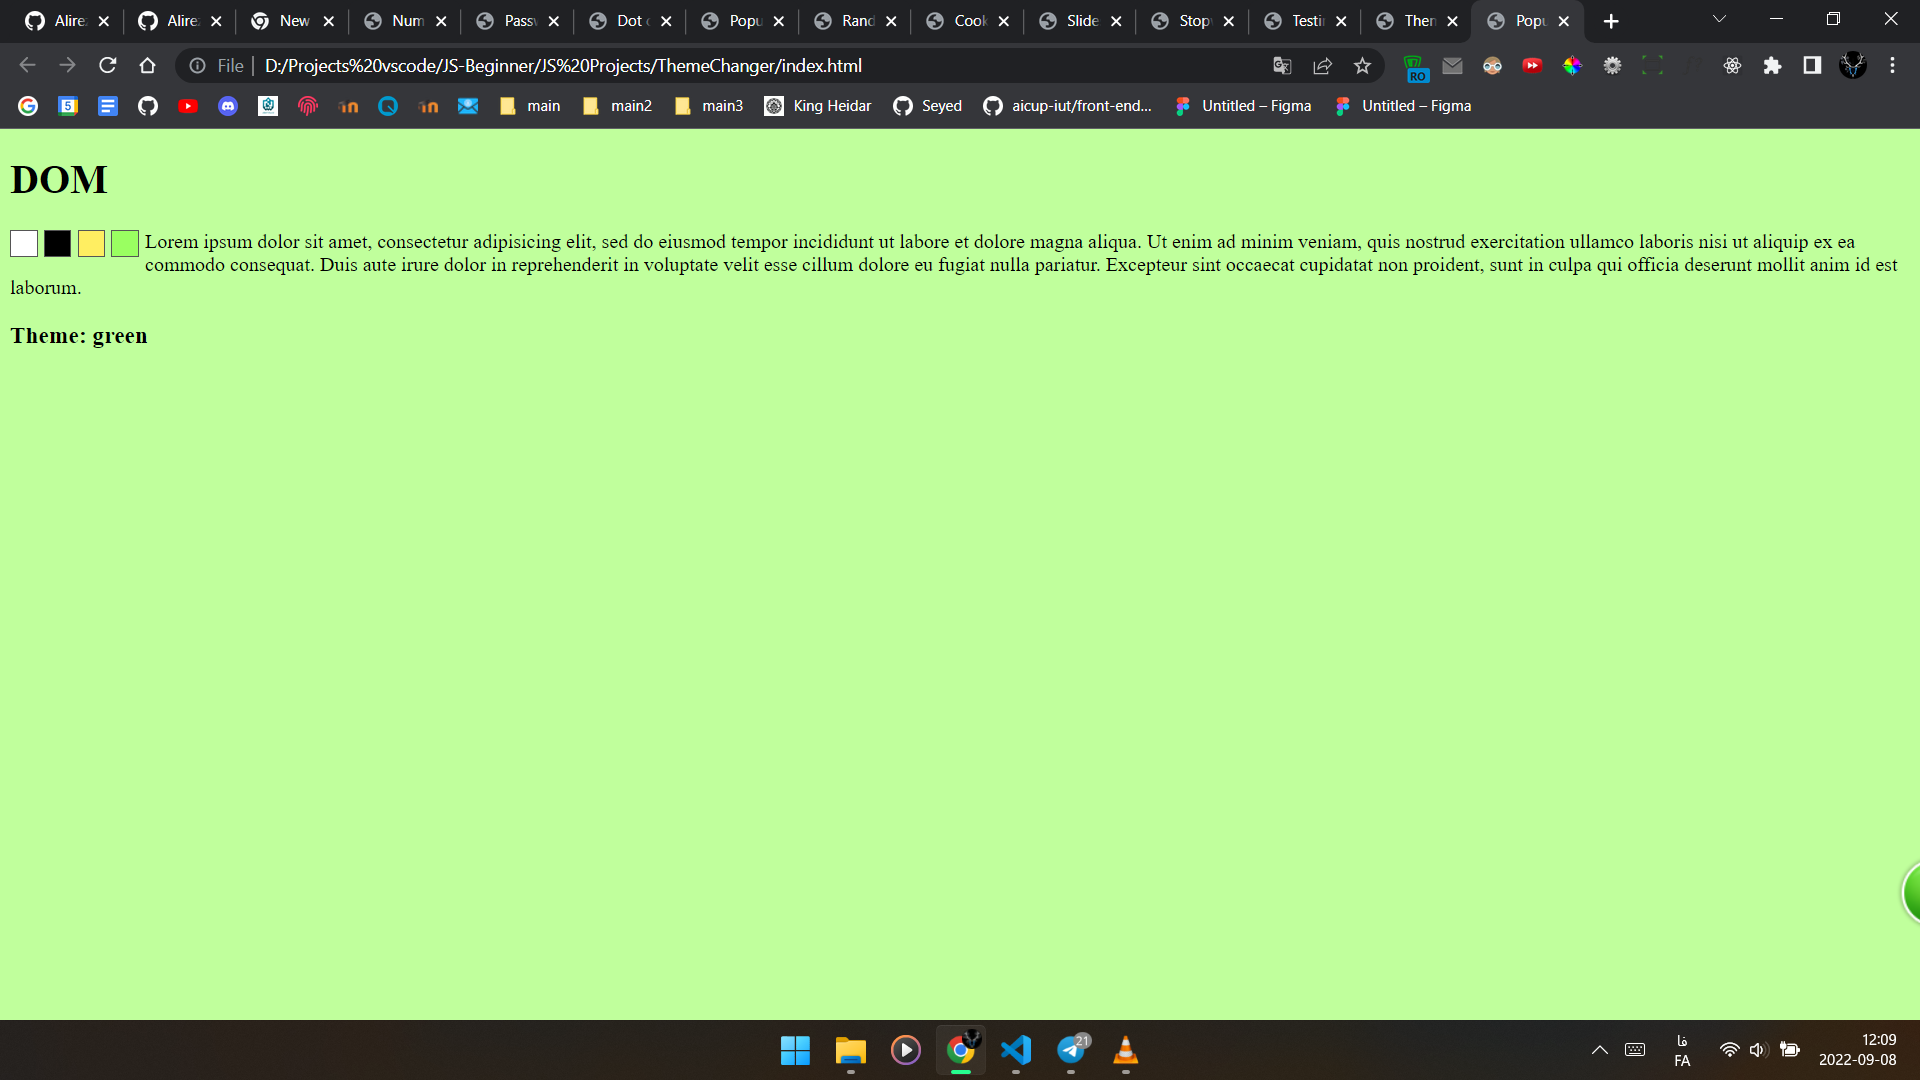 Alire:
Alire:
New
Num
Passv
Dot c
Popu
Rand
Cook
Slide
Stop
Testin
Them
Popu
File
D:/Projects%20vscode/JS-Beginner/JS%20Projects/ThemeChanger/index.html
RO
5
main
main2
main3
King Heidar
Seyed
aicup-iut/front-end...
Untitled – Figma
Untitled – Figma
DOM
Lorem ipsum dolor sit amet, consectetur adipisicing elit, sed do eiusmod tempor incididunt ut labore et dolore magna aliqua. Ut enim ad minim veniam, quis nostrud exercitation ullamco laboris nisi ut aliquip ex ea
commodo consequat. Duis aute irure dolor in reprehenderit in voluptate velit esse cillum dolore eu fugiat nulla pariatur. Excepteur sint occaecat cupidatat non proident, sunt in culpa qui officia deserunt mollit anim id est
laborum.
Theme: green
21
فا
FA
12:09
2022-09-08